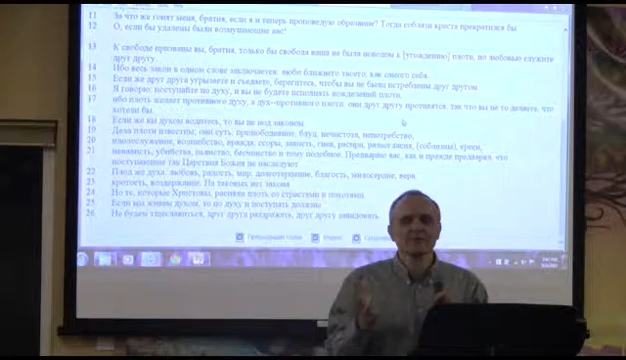 11 За что же гонят меня, братия, если я и теперь проповедую обрезание? Тогда соблазн креста прекратился бы
12 О, если бы удалены были возмущающие вас!
13 К свободе призваны вы, братия, только бы свобода ваша не была поводом к [угождению] плоти, но любовью служите
друг другу.
14 Ибо весь закон в одном слове заключается: люби ближнего твоего, как самого себя.
15 Если же друг друга угрызаете и съедаете, берегитесь, чтобы вы не были истреблены друг другом
16 Я говорю: поступайте по духу, и вы не будете исполнять вожделений плоти,
17 ибо плоть желает противного духу, а дух-противного плоти: они друг другу противятся, так что вы не то делаете, что
хотели бы.
18 Если же вы духом водитесь, то вы не под законом.
19 Дела плоти известны; они суть: прелюбодеяние, блуд, нечистота, непотребство,
20 идолослужение, волшебство, вражда, ссоры, зависть, гнев, распри, разногласия, (соблазны), ереси,
21 ненависть, убийства, пьянство, бесчинство и тому подобное. Предваряю вас, как и прежде предварял, что
поступающие так Царствия Божия не наследуют.
22 Плод же духа: любовь, радость, мир, долготерпение, благость, милосердие, вера,
23 кротость, воздержание. На таковых нет закона.
24 Но те, которые Христовы, распяли плоть со страстями и похотями.
25 Если мы живем духом, то по духу и поступать должны.
26 Не будем тщеславиться, друг друга раздражать, друг другу завидовать.
Предыдущая глава